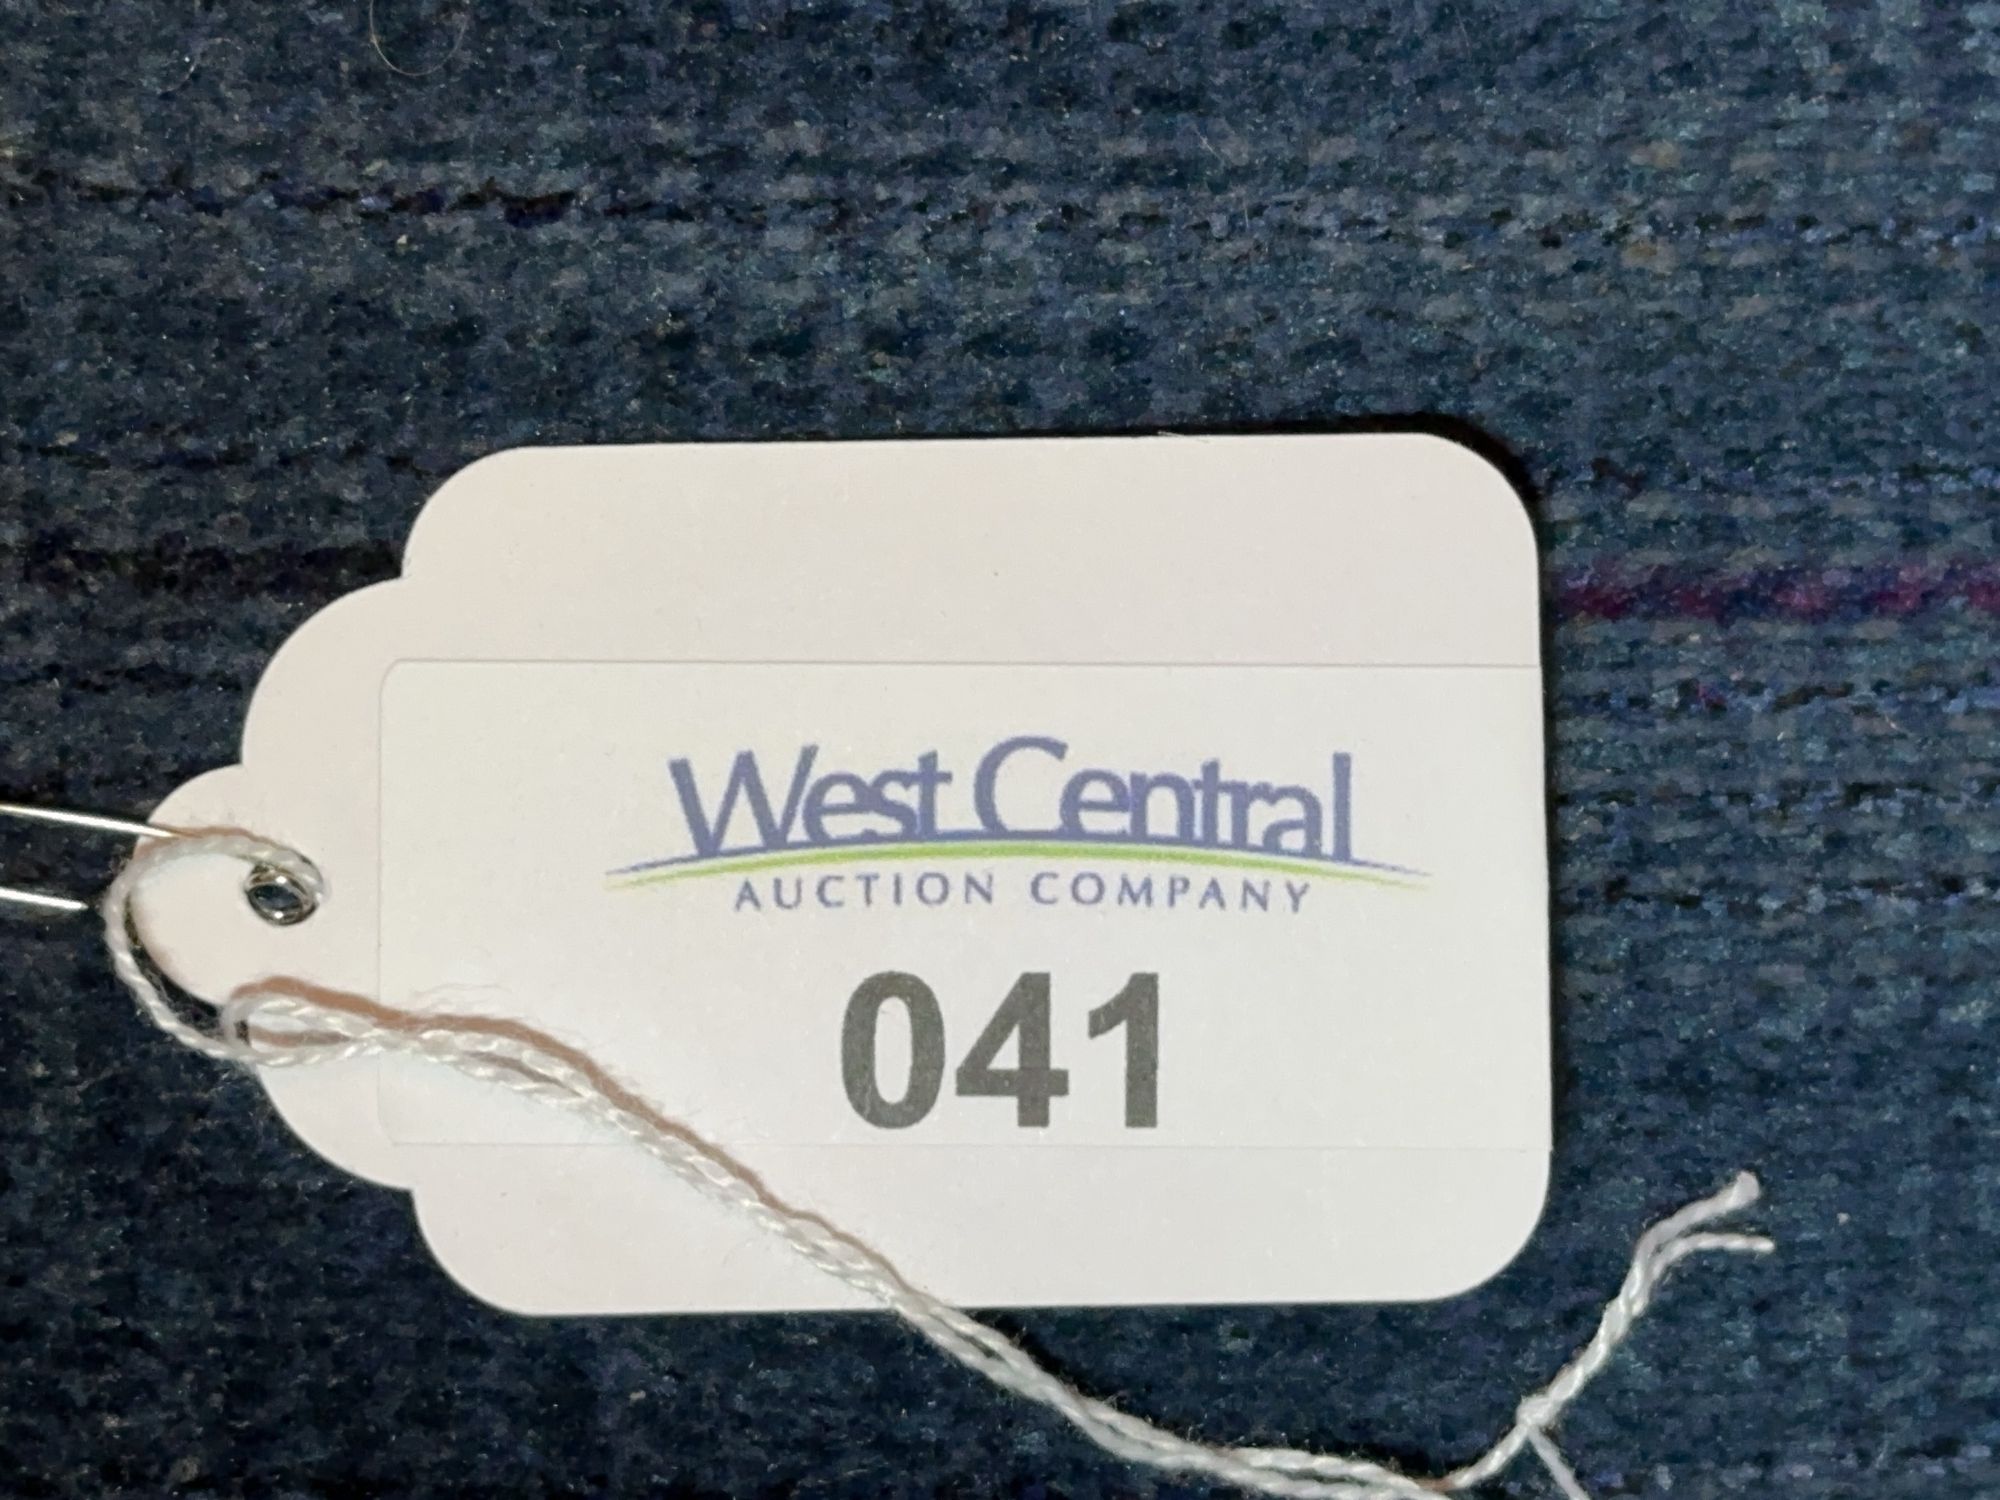 West Central
AUCTION COMPANY
041